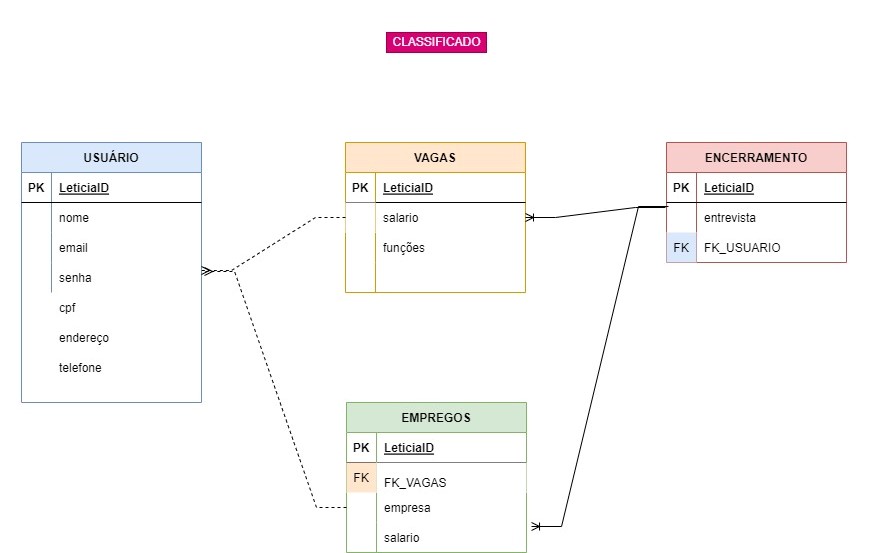 CLASSIFICADO
USUÁRIO
PK LeticiaID
nome
email
senha
cpf
endereço
telefone
VAGAS
PK LeticiaID
salario
funções
ENCERRAMENTO
PK LeticiaID
entrevista
FK FK_USUARIO
EMPREGOS
PK LeticiaID
FK FK_VAGAS
empresa
salario